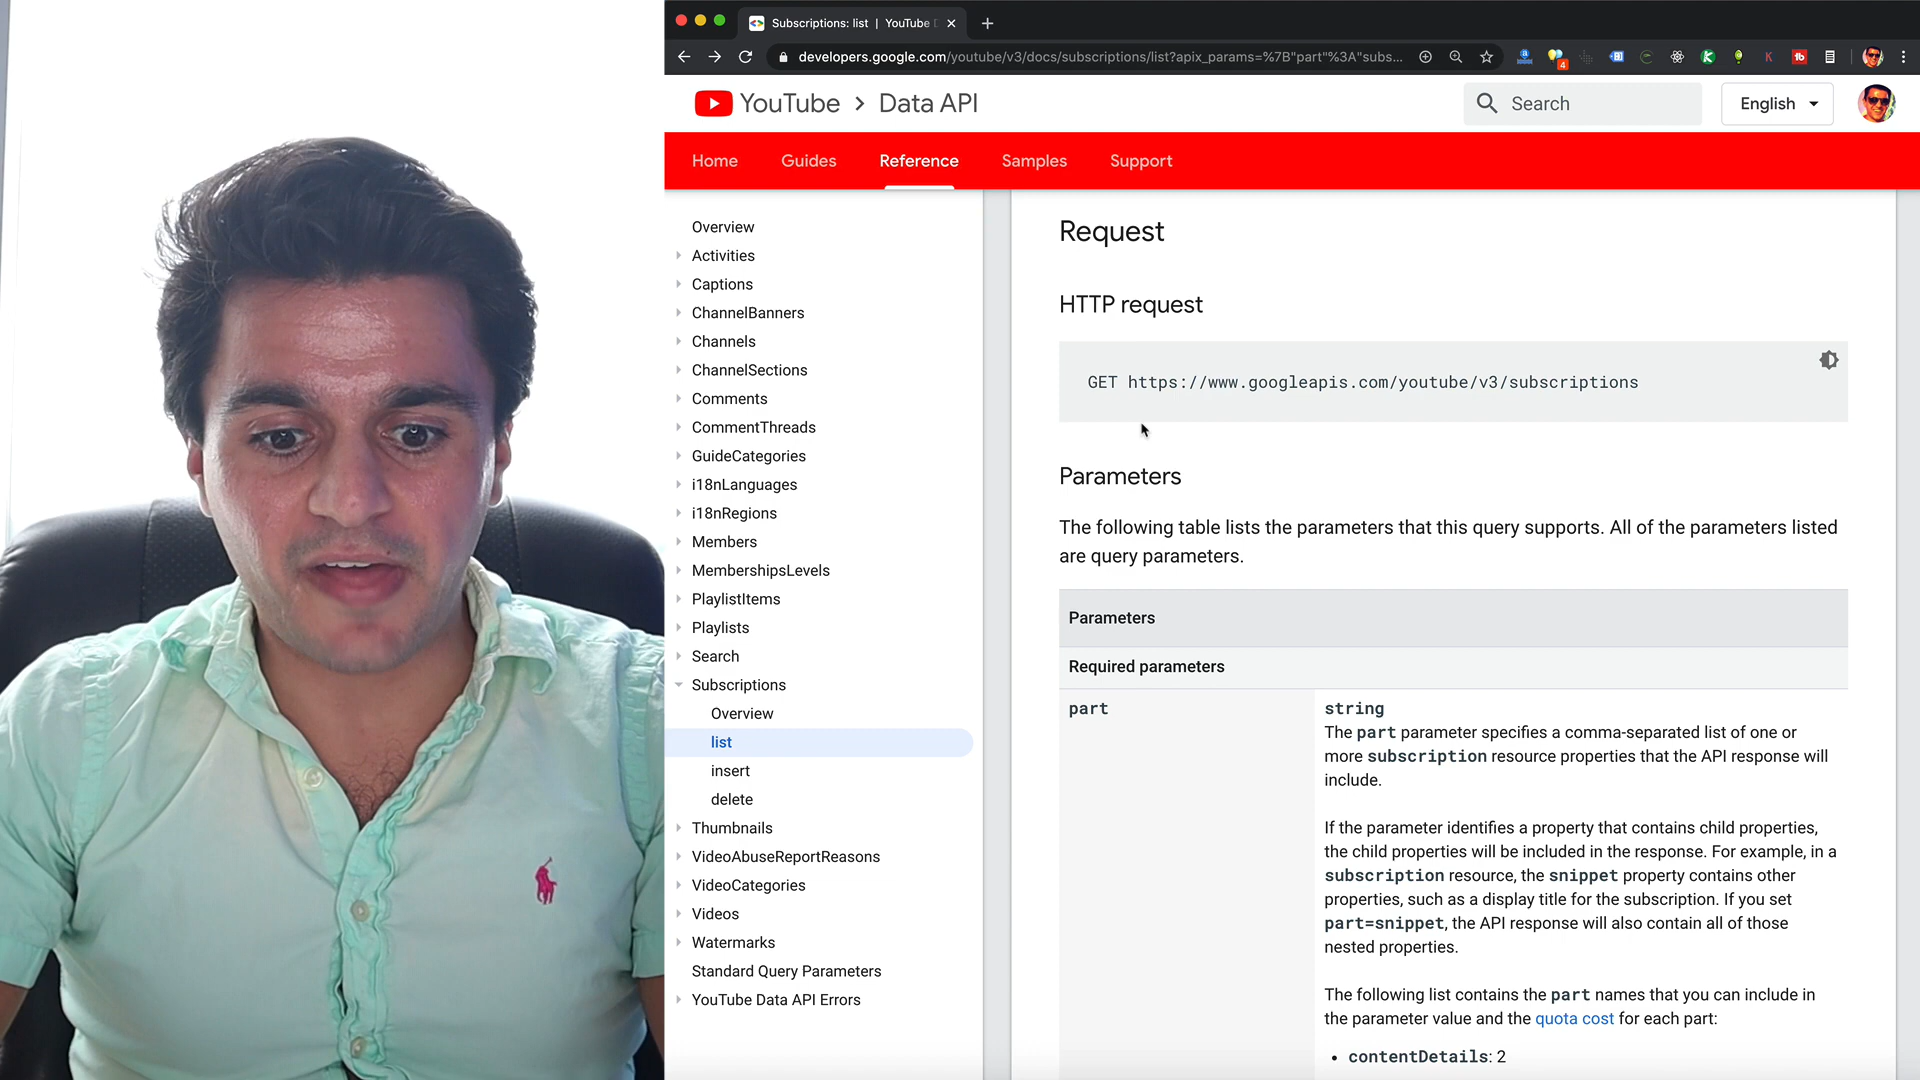 Subscriptions: list | YouTube
developers.google.com/youtube/v3/docs/subscriptions/list?apix_params=%7B"part"%3A"subs...
4
YouTube > Data API
Search
English
Home
Guides
Reference
Samples
Support
Overview
Activities
Captions
ChannelBanners
Channels
ChannelSections
Comments
CommentThreads
GuideCategories
i18nLanguages
i18nRegions
Members
MembershipsLevels
PlaylistItems
Playlists
Search
Subscriptions
Overview
list
insert
delete
Thumbnails
VideoAbuseReportReasons
VideoCategories
Videos
Watermarks
Standard Query Parameters
YouTube Data API Errors
Request
HTTP request
GET https://www.googleapis.com/youtube/v3/subscriptions
Parameters
The following table lists the parameters that this query supports. All of the parameters listed
are query parameters.
Parameters
Required parameters
part
string
The part parameter specifies a comma-separated list of one or
more subscription resource properties that the API response will
include.
If the parameter identifies a property that contains child properties,
the child properties will be included in the response. For example, in a
subscription resource, the snippet property contains other
properties, such as a display title for the subscription. If you set
part=snippet, the API response will also contain all of those
nested properties.
The following list contains the part names that you can include in
the parameter value and the quota cost for each part:
• contentDetails: 2